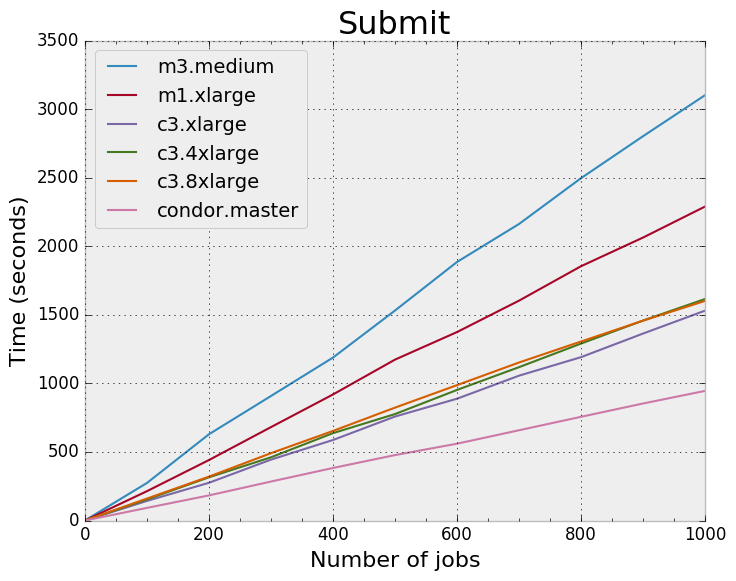 Submit
3500
3000
2500
2000
1500
1000
500
0
Time (seconds)
m3.medium
m1.xlarge
c3.xlarge
c3.4xlarge
c3.8xlarge
condor.master
0 200 400 600 800 1000
Number of jobs